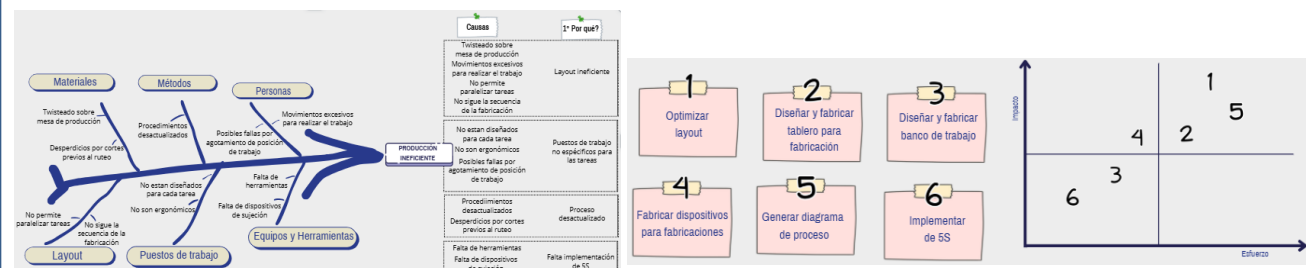 Materiales
Métodos
Personas
Twisteado sobre
mesa de producción
Desperdicios por cortes
previos al ruteo
Procedimientos
desactualizados
Posibles fallas por
agotamiento de posición
de trabajo
Movimientos excesivos
para realizar el trabajo
PRODUCCIÓN
INEFICIENTE
No permite
paralelizar tareas
No sigue la
secuencia de la
fabricación
No estan diseñados
para cada tarea
No son ergonómicos
Falta de
herramientas
Falta de dispositivos
de sujeción
Layout
Puestos de trabajo
Equipos y Herramientas
Causas
1° Por qué?
Twisteado sobre
mesa de producción
Movimientos excesivos
para realizar el trabajo
No permite
paralelizar tareas
No sigue la secuencia
de la fabricación
Layout ineficiente
No estan diseñados
para cada tarea
No son ergonómicos
Posibles fallas por
agotamiento de posición
de trabajo
Puestos de trabajo
no espécificos para
las tareas
Procedimientos
desactualizados
Desperdicios por cortes
previos al ruteo
Proceso
desactualizado
Falta de herramientas
Falta de dispositivos
Falta implementación
de 5S
1
Optimizar
layout
2
Diseñar y fabricar
tablero para
fabricación
3
Diseñar y fabricar
banco de trabajo
4
Fabricar dispositivos
para fabricaciones
5
Generar diagrama
de proceso
6
Implementar
de 5S
Impacto
1
5
4
2
3
6
Esfuerzo